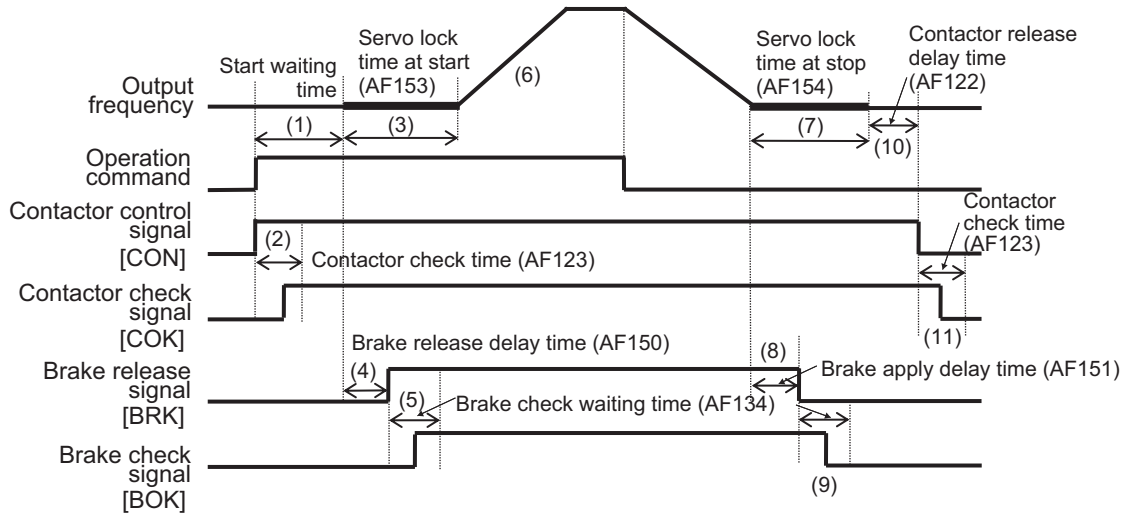 Servo lock
time at start
(AF153)
Start waiting
time
(6)
Servo lock
time at stop
(AF154)
Contactor release
delay time
(AF122)
Output
frequency
(1)
(3)
(7)
(10)
Operation
command
Contactor control
signal
[CON]
(2)
Contactor check time (AF123)
Contactor
check time
(AF123)
Contactor check
signal
[COK]
(11)
Brake release delay time (AF150)
(8)
Brake release
signal
[BRK]
(4)
Brake apply delay time (AF151)
(5)
Brake check waiting time (AF134)
Brake check
signal
[BOK]
(9)